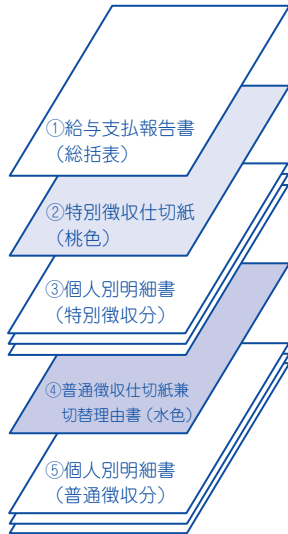 ①給与支払報告書
（総括表）
②特別徴収仕切紙
（桃色）
③個人別明細書
（特別徴収分）
④普通徴収仕切紙兼
切替理由書（水色）
⑤個人別明細書
（普通徴収分）